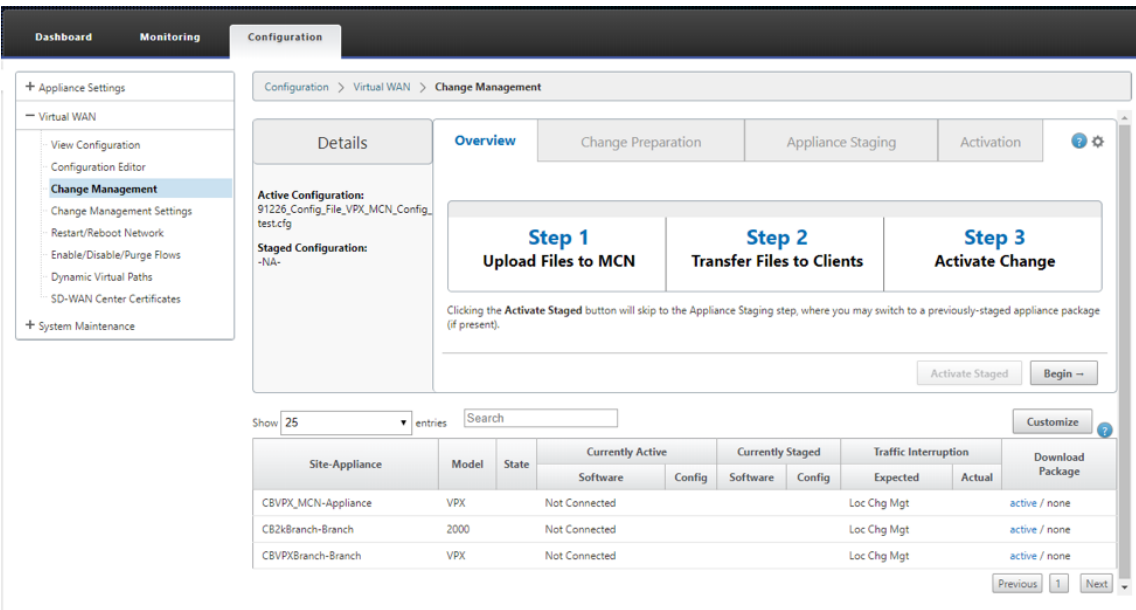 Dashboard Monitoring Configuration
+ Appliance Settings
− Virtual WAN
View Configuration
Configuration Editor
Change Management
Change Management Settings
Restart/Reboot Network
Enable/Disable/Purge Flows
Dynamic Virtual Paths
SD-WAN Center Certificates
+ System Maintenance
Configuration > Virtual WAN > Change Management
Details
Active Configuration:
91226_Config_File_VPX_MCN_Config_
test.cfg
Staged Configuration:
-NA-
Overview Change Preparation Appliance Staging Activation ?
Step 1 Step 2 Step 3
Upload Files to MCN Transfer Files to Clients Activate Change
Clicking the Activate Staged button will skip to the Appliance Staging step, where you may switch to a previously-staged appliance package
(if present).
Activate Staged Begin →
Show 25 entries Search Customize ?
Site-Appliance Model State Currently Active Currently Staged Traffic Interruption Download
Package
Software Config Software Config Expected Actual
CBVPX_MCN-Appliance VPX Not Connected Loc Chg Mgt active / none
CB2kBranch-Branch 2000 Not Connected Loc Chg Mgt active / none
CBVPXBranch-Branch VPX Not Connected Loc Chg Mgt active / none
Previous 1 Next